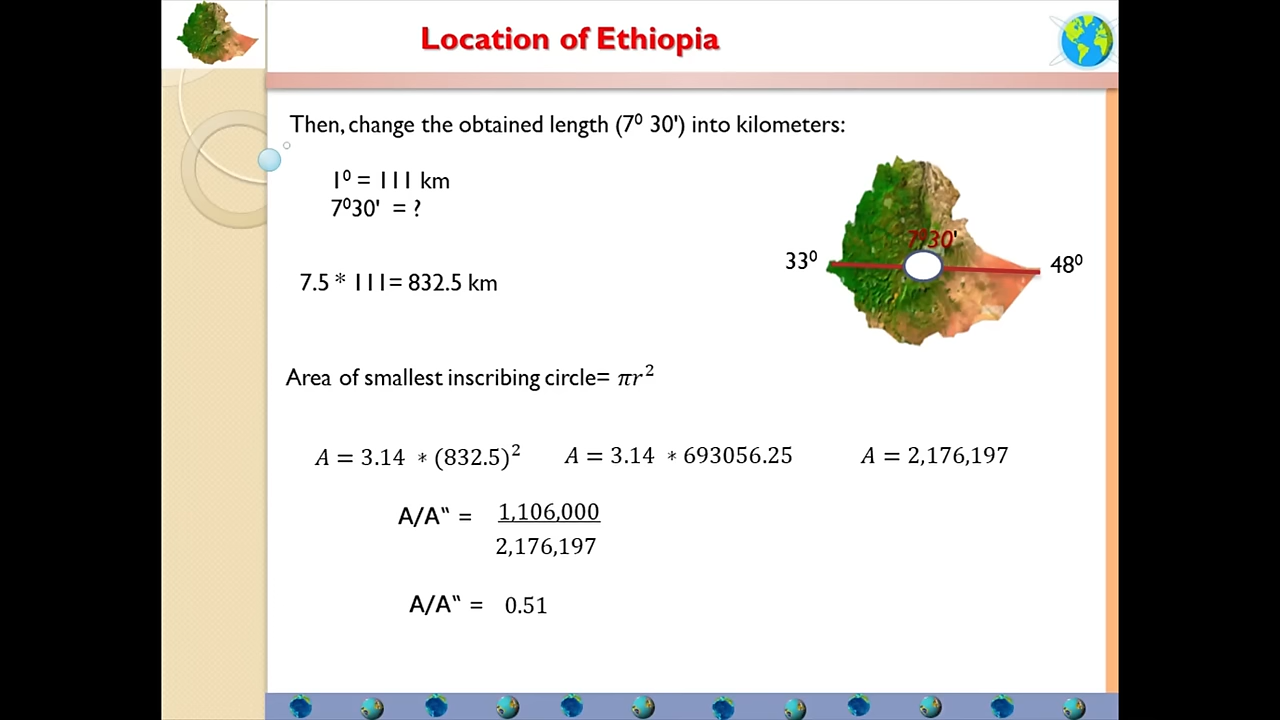 Location of Ethiopia
Then, change the obtained length (7⁰ 30') into kilometers:
1⁰ = 111 km
7⁰30' = ?
7⁰30'
33⁰
48⁰
7.5 * 111= 832.5 km
Area of smallest inscribing circle= 𝜋𝑟²
𝐴 = 3.14 ∗ (832.5)² 𝐴 = 3.14 ∗ 693056.25 𝐴 = 2,176,197
A/A‟ = 1,106,000
2,176,197
A/A‟ = 0.51